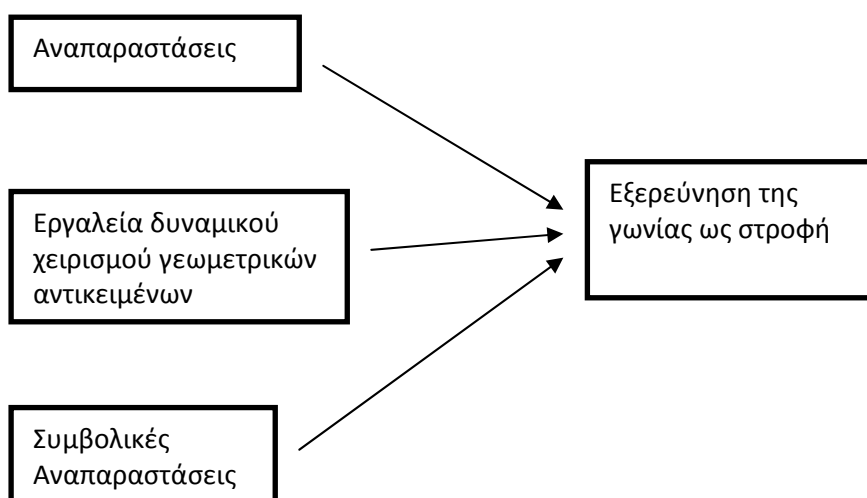 Αναπαραστάσεις
Εργαλεία δυναμικού
χειρισμού γεωμετρικών
αντικειμένων
Εξερεύνηση της
γωνίας ως στροφή
Συμβολικές
Αναπαραστάσεις